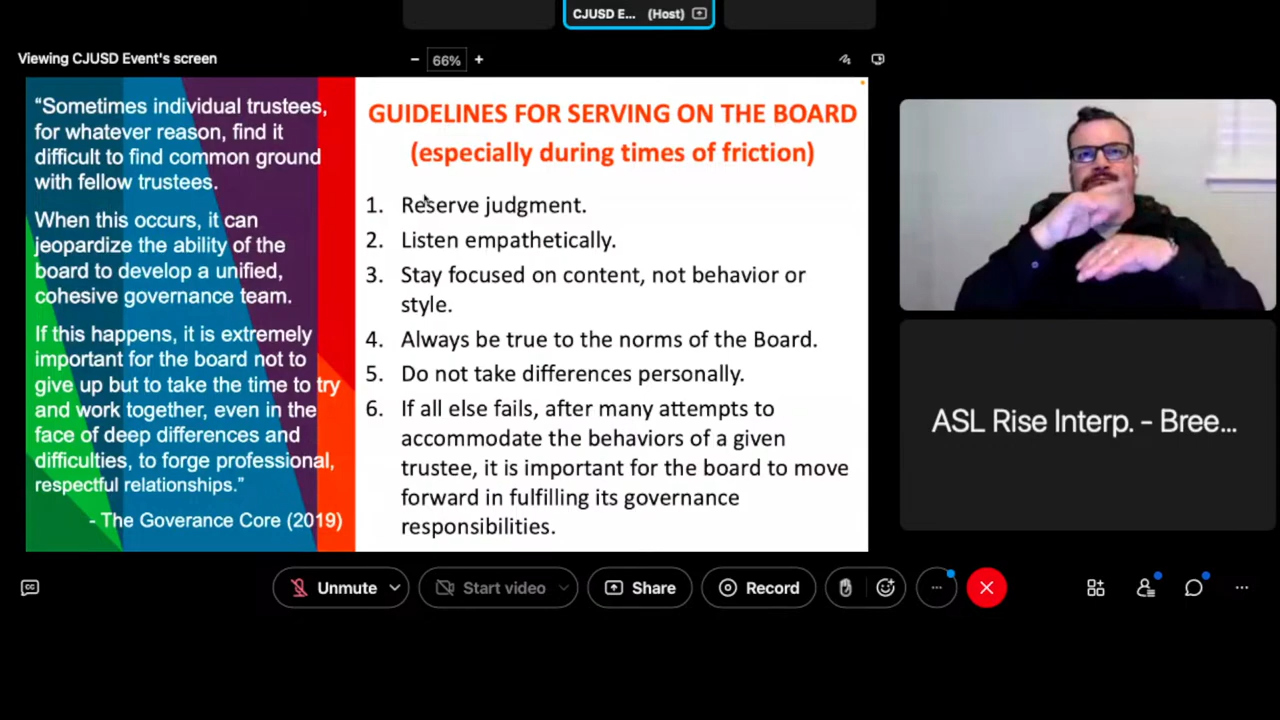 CJUSD E... (Host)
Viewing CJUSD Event's screen
66%
“Sometimes individual trustees,
for whatever reason, find it
difficult to find common ground
with fellow trustees.
When this occurs, it can
jeopardize the ability of the
board to develop a unified,
cohesive governance team.
If this happens, it is extremely
important for the board not to
give up but to take the time to try
and work together, even in the
face of deep differences and
difficulties, to forge professional,
respectful relationships.”
- The Goverance Core (2019)
GUIDELINES FOR SERVING ON THE BOARD
(especially during times of friction)
1. Reserve judgment.
2. Listen empathetically.
3. Stay focused on content, not behavior or
style.
4. Always be true to the norms of the Board.
5. Do not take differences personally.
6. If all else fails, after many attempts to
accommodate the behaviors of a given
trustee, it is important for the board to move
forward in fulfilling its governance
responsibilities.
ASL Rise Interp. - Bree...
CC
Unmute
Start video
Share
Record